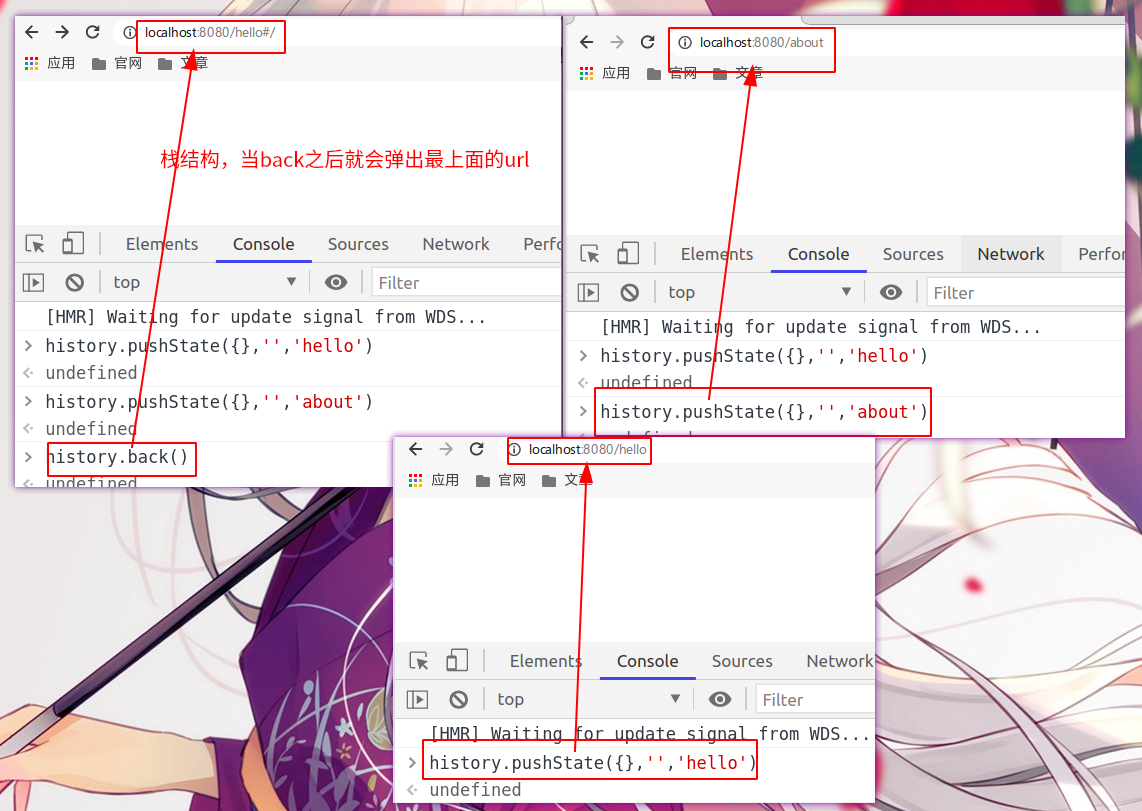 localhost:8080/hello#/
应用 官网 文章
栈结构，当back之后就会弹出最上面的url
Elements Console Sources Network Perfo
top Filter
[HMR] Waiting for update signal from WDS...
history.pushState({},'','hello')
undefined
history.pushState({},'','about')
undefined
history.back()
undefined
localhost:8080/about
应用 官网 文章
Elements Console Sources Network Perfor
top Filter
[HMR] Waiting for update signal from WDS...
history.pushState({},'','hello')
undefined
history.pushState({},'','about')
localhost:8080/hello
应用 官网 文章
Elements Console Sources Network
top Filter
[HMR] Waiting for update signal from WDS...
history.pushState({},'','hello')
undefined